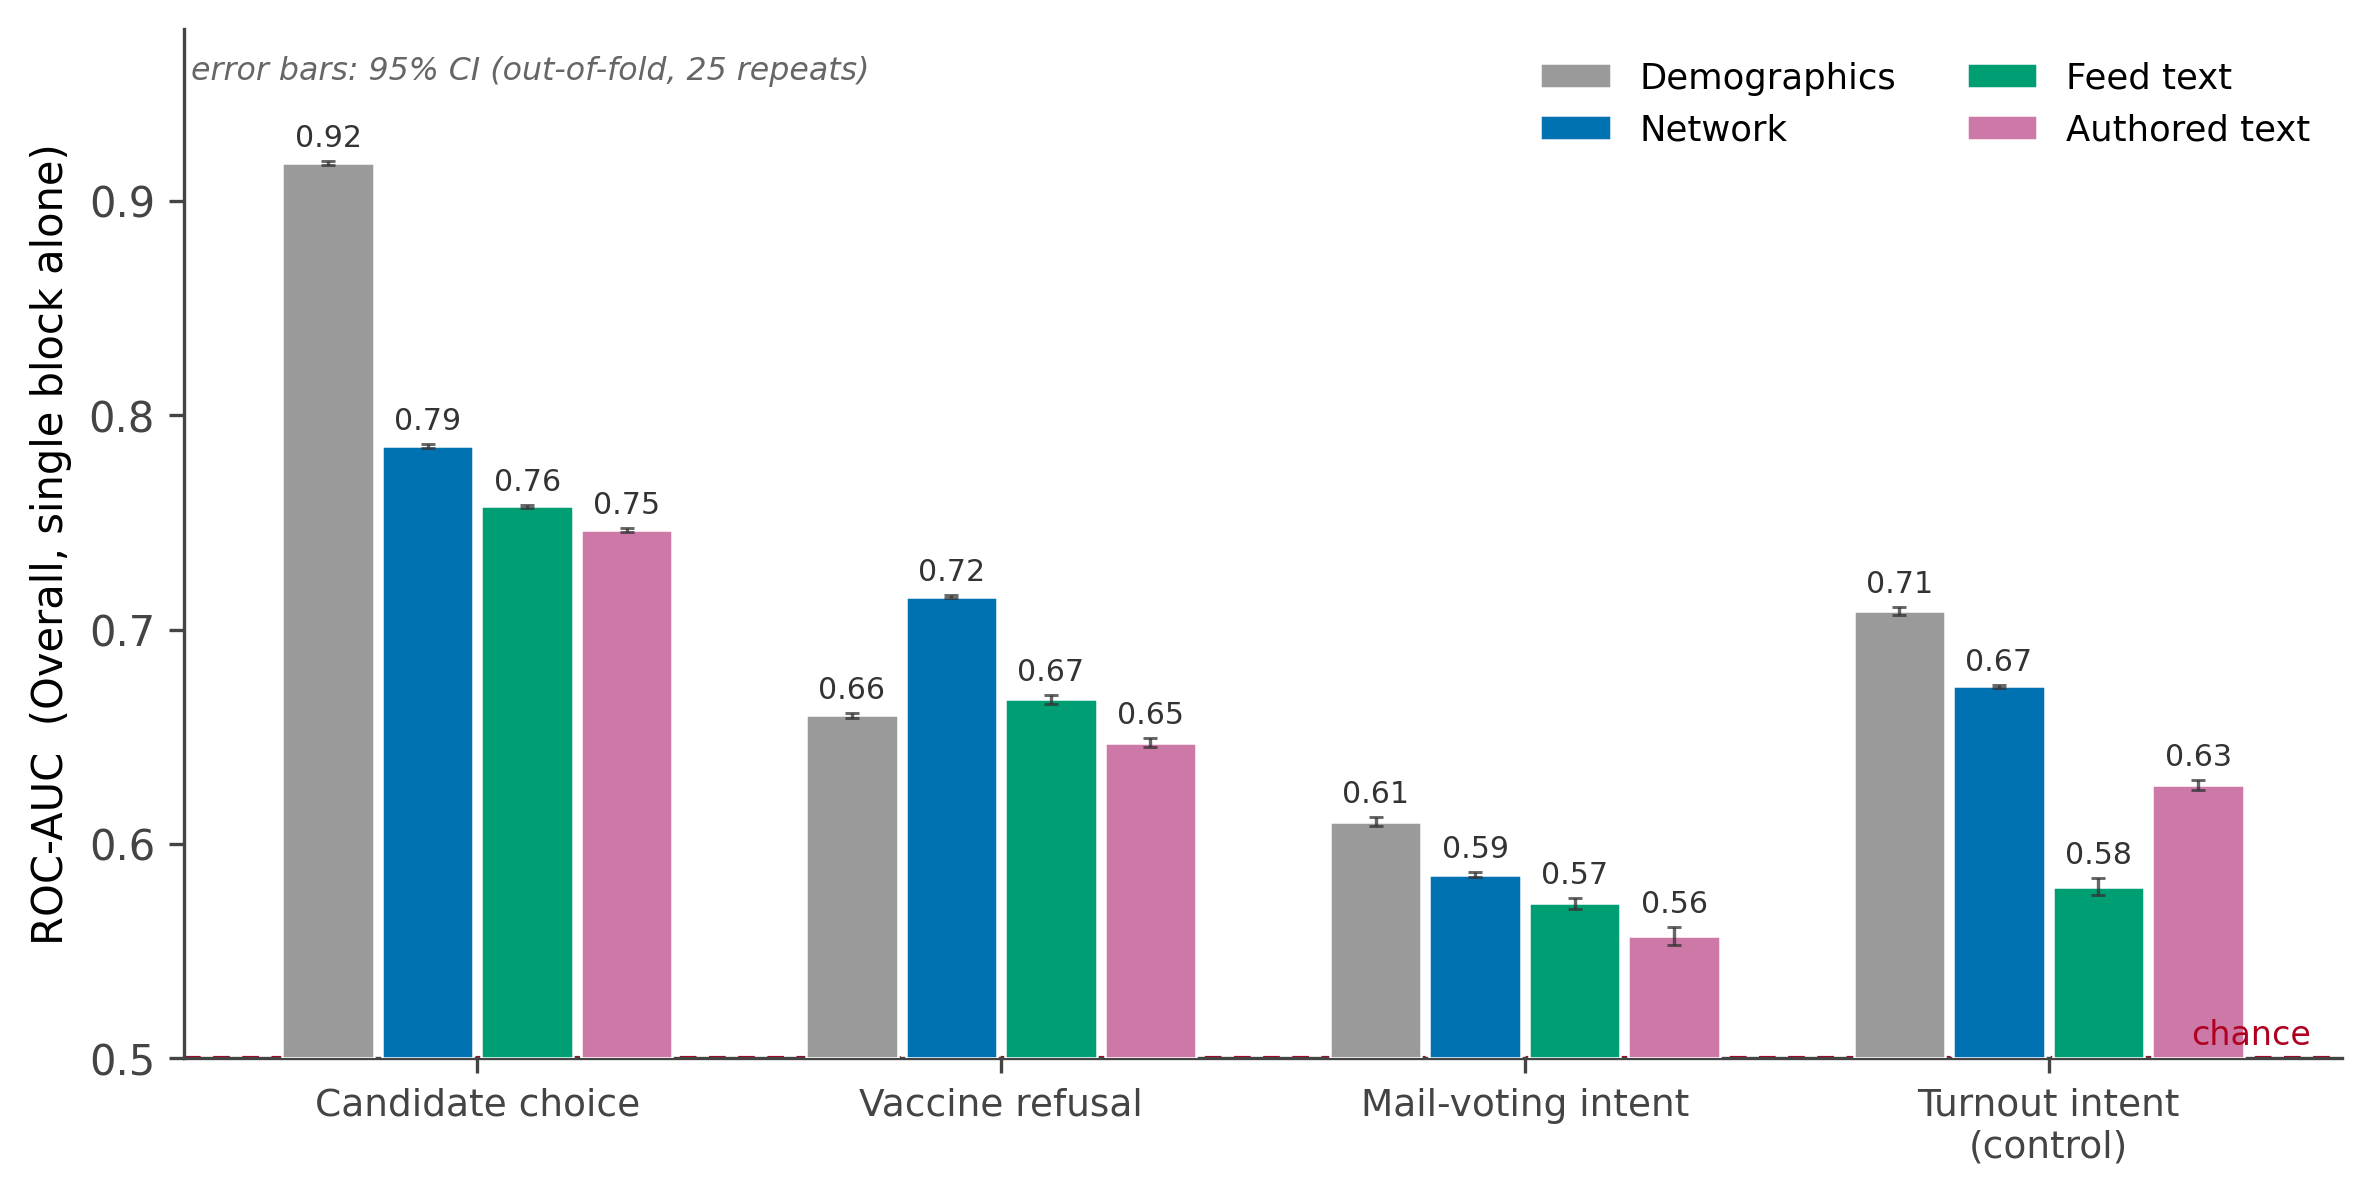 error bars: 95% CI (out-of-fold, 25 repeats)
Demographics
Network
Feed text
Authored text
ROC-AUC (Overall, single block alone)
0.9
0.8
0.7
0.6
0.5
0.92
0.79
0.76
0.75
0.66
0.72
0.67
0.65
0.61
0.59
0.57
0.56
0.71
0.67
0.58
0.63
chance
Candidate choice
Vaccine refusal
Mail-voting intent
Turnout intent
(control)